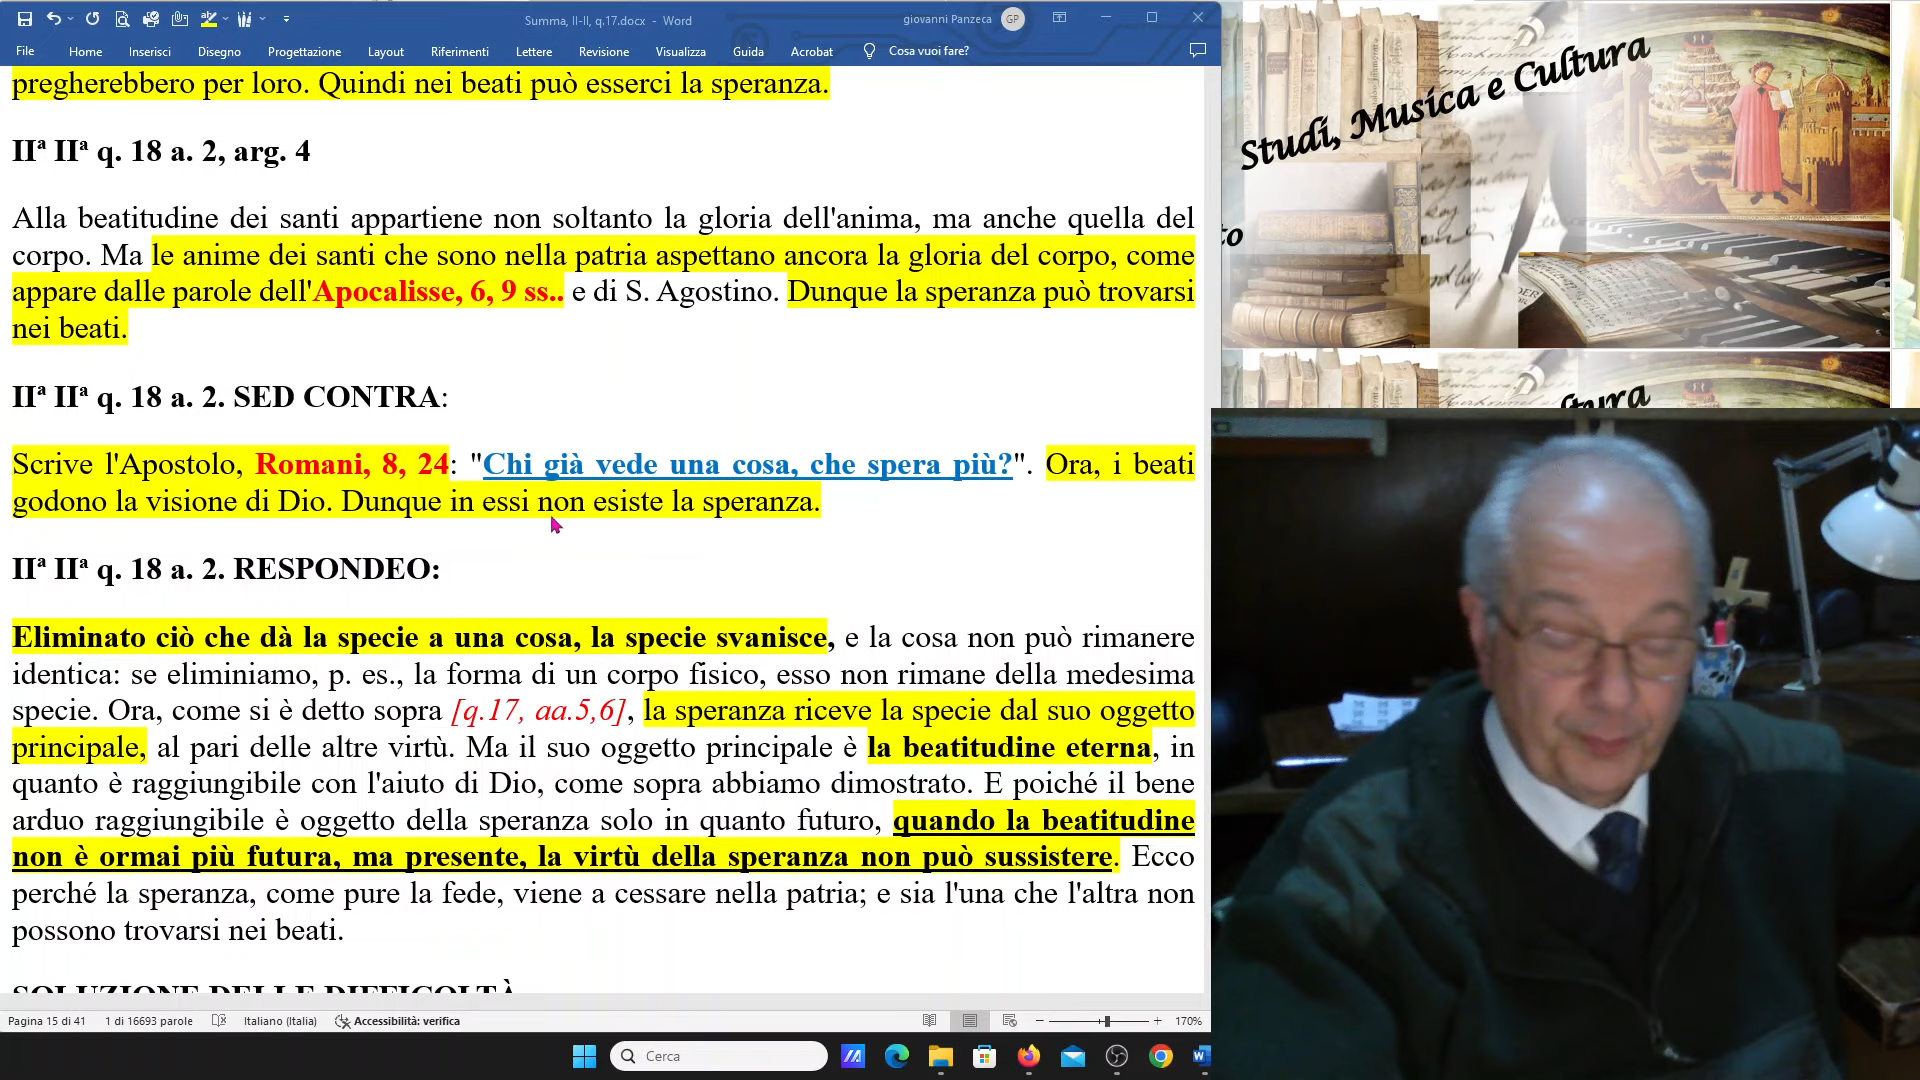 Summa, II-II, q.17.docx - Word
giovanni Panzeca
GP
File
Home
Inserisci
Disegno
Progettazione
Layout
Riferimenti
Lettere
Revisione
Visualizza
Guida
Acrobat
Cosa vuoi fare?
pregherebbero per loro. Quindi nei beati può esserci la speranza.
IIª IIª q. 18 a. 2, arg. 4
Alla beatitudine dei santi appartiene non soltanto la gloria dell'anima, ma anche quella del
corpo. Ma le anime dei santi che sono nella patria aspettano ancora la gloria del corpo, come
appare dalle parole dell'Apocalisse, 6, 9 ss.. e di S. Agostino. Dunque la speranza può trovarsi
nei beati.
IIª IIª q. 18 a. 2. SED CONTRA:
Scrive l'Apostolo, Romani, 8, 24: "Chi già vede una cosa, che spera più?". Ora, i beati
godono la visione di Dio. Dunque in essi non esiste la speranza.
IIª IIª q. 18 a. 2. RESPONDEO:
Eliminato ciò che dà la specie a una cosa, la specie svanisce, e la cosa non può rimanere
identica: se eliminiamo, p. es., la forma di un corpo fisico, esso non rimane della medesima
specie. Ora, come si è detto sopra [q.17, aa.5,6], la speranza riceve la specie dal suo oggetto
principale, al pari delle altre virtù. Ma il suo oggetto principale è la beatitudine eterna, in
quanto è raggiungibile con l'aiuto di Dio, come sopra abbiamo dimostrato. E poiché il bene
arduo raggiungibile è oggetto della speranza solo in quanto futuro, quando la beatitudine
non è ormai più futura, ma presente, la virtù della speranza non può sussistere. Ecco
perché la speranza, come pure la fede, viene a cessare nella patria; e sia l'una che l'altra non
possono trovarsi nei beati.
SOLUZIONE DELLE DIFFICOLTÀ
Pagina 15 di 41
1 di 16693 parole
Italiano (Italia)
Accessibilità: verifica
170%
Cerca
Studi, Musica e Cultura
to
ltura